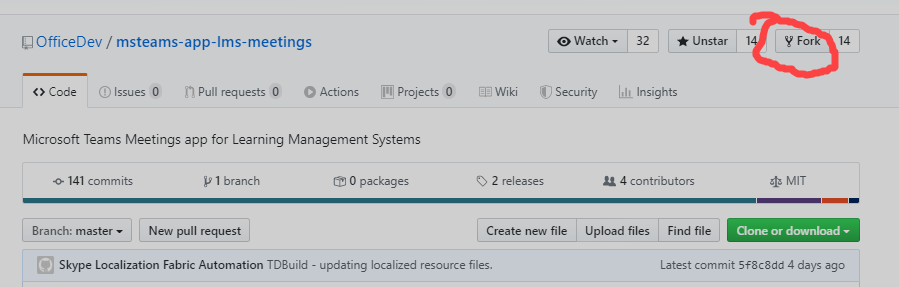 OfficeDev / msteams-app-lms-meetings Watch 32 Unstar 14 Fork 14
Code Issues 0 Pull requests 0 Actions Projects 0 Wiki Security Insights
Microsoft Teams Meetings app for Learning Management Systems
141 commits 1 branch 0 packages 2 releases 4 contributors MIT
Branch: master New pull request Create new file Upload files Find file Clone or download
Skype Localization Fabric Automation TDBuild - updating localized resource files. Latest commit 5f8c8dd 4 days ago